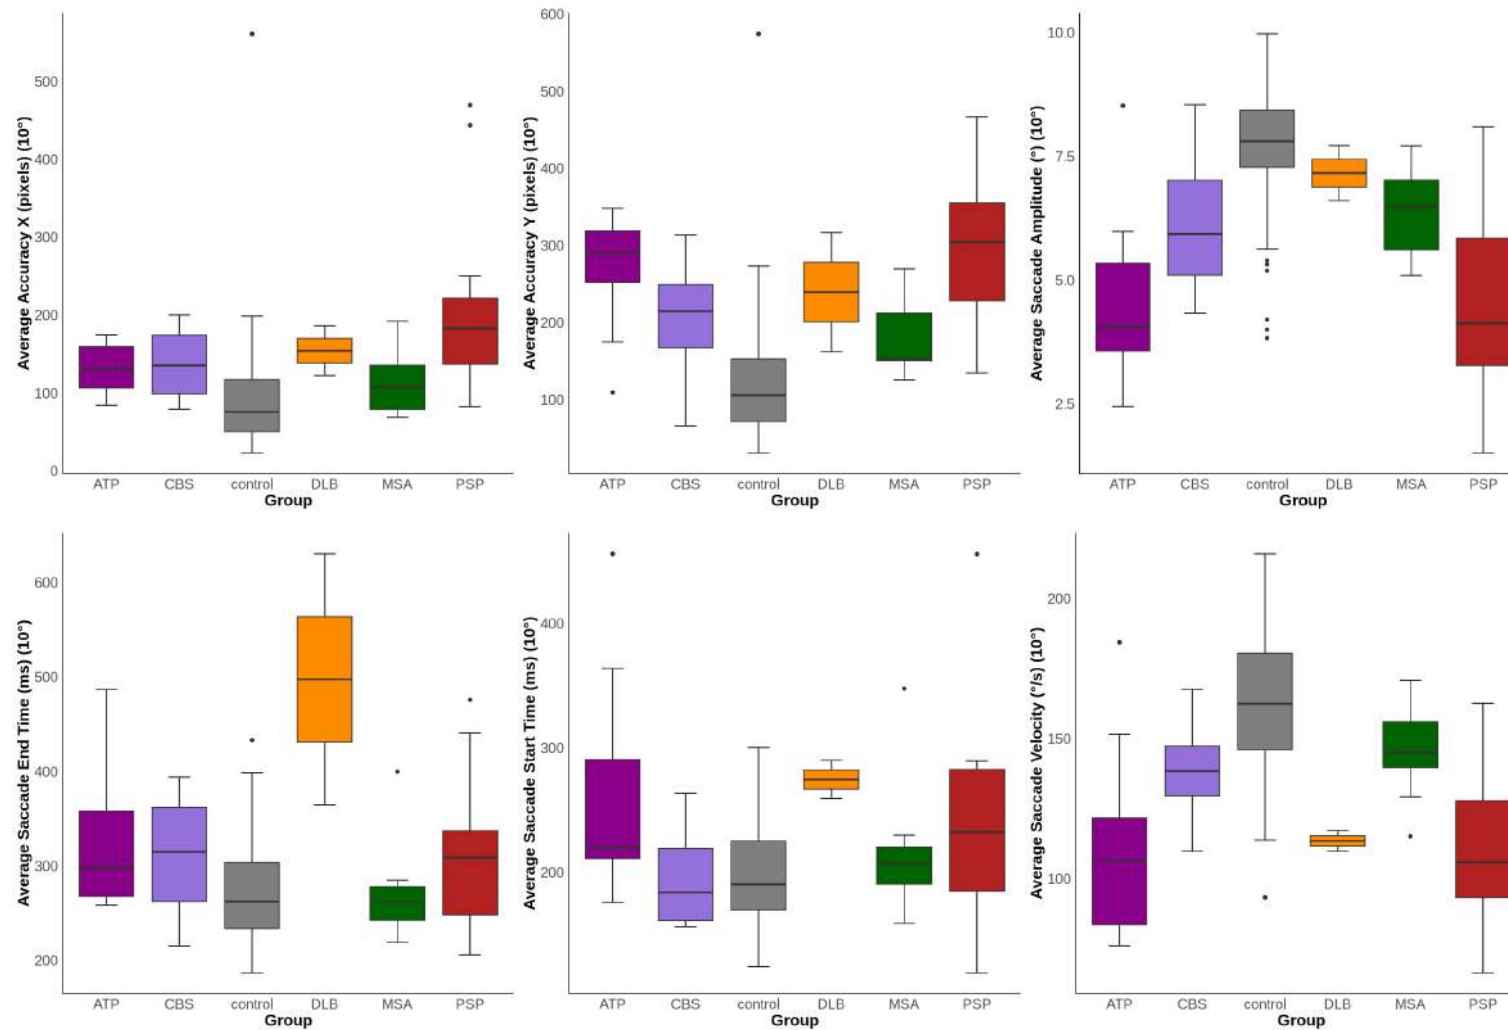 Average Accuracy X (pixels) (10°)
500
400
300
200
100
0
ATP CBS control DLB MSA PSP
Group
Average Accuracy Y (pixels) (10°)
600
500
400
300
200
100
ATP CBS control DLB MSA PSP
Group
Average Saccade Amplitude (°) (10°)
10.0
7.5
5.0
2.5
ATP CBS control DLB MSA PSP
Group
Average Saccade End Time (ms) (10°)
600
500
400
300
200
ATP CBS control DLB MSA PSP
Group
Average Saccade Start Time (ms) (10°)
400
300
200
ATP CBS control DLB MSA PSP
Group
Average Saccade Velocity (°/s) (10°)
200
150
100
ATP CBS control DLB MSA PSP
Group